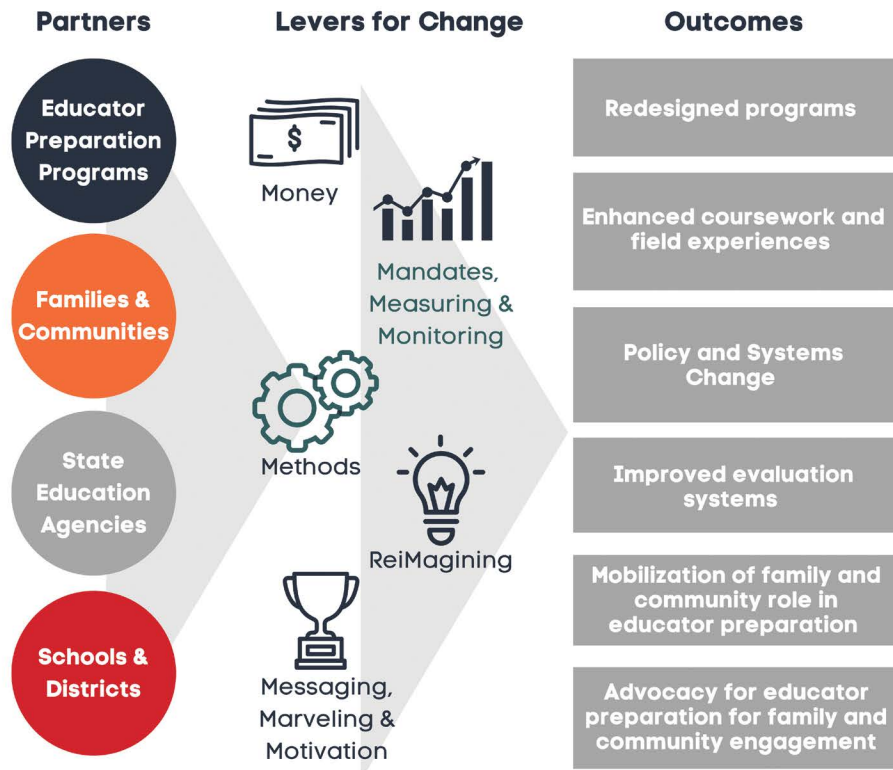 Partners
Levers for Change
Outcomes
Educator
Preparation
Programs
Families &
Communities
State
Education
Agencies
Schools &
Districts
$
Money
Mandates,
Measuring &
Monitoring
Methods
ReiMagining
Messaging,
Marveling &
Motivation
Redesigned programs
Enhanced coursework and
field experiences
Policy and Systems
Change
Improved evaluation
systems
Mobilization of family and
community role in
educator preparation
Advocacy for educator
preparation for family and
community engagement